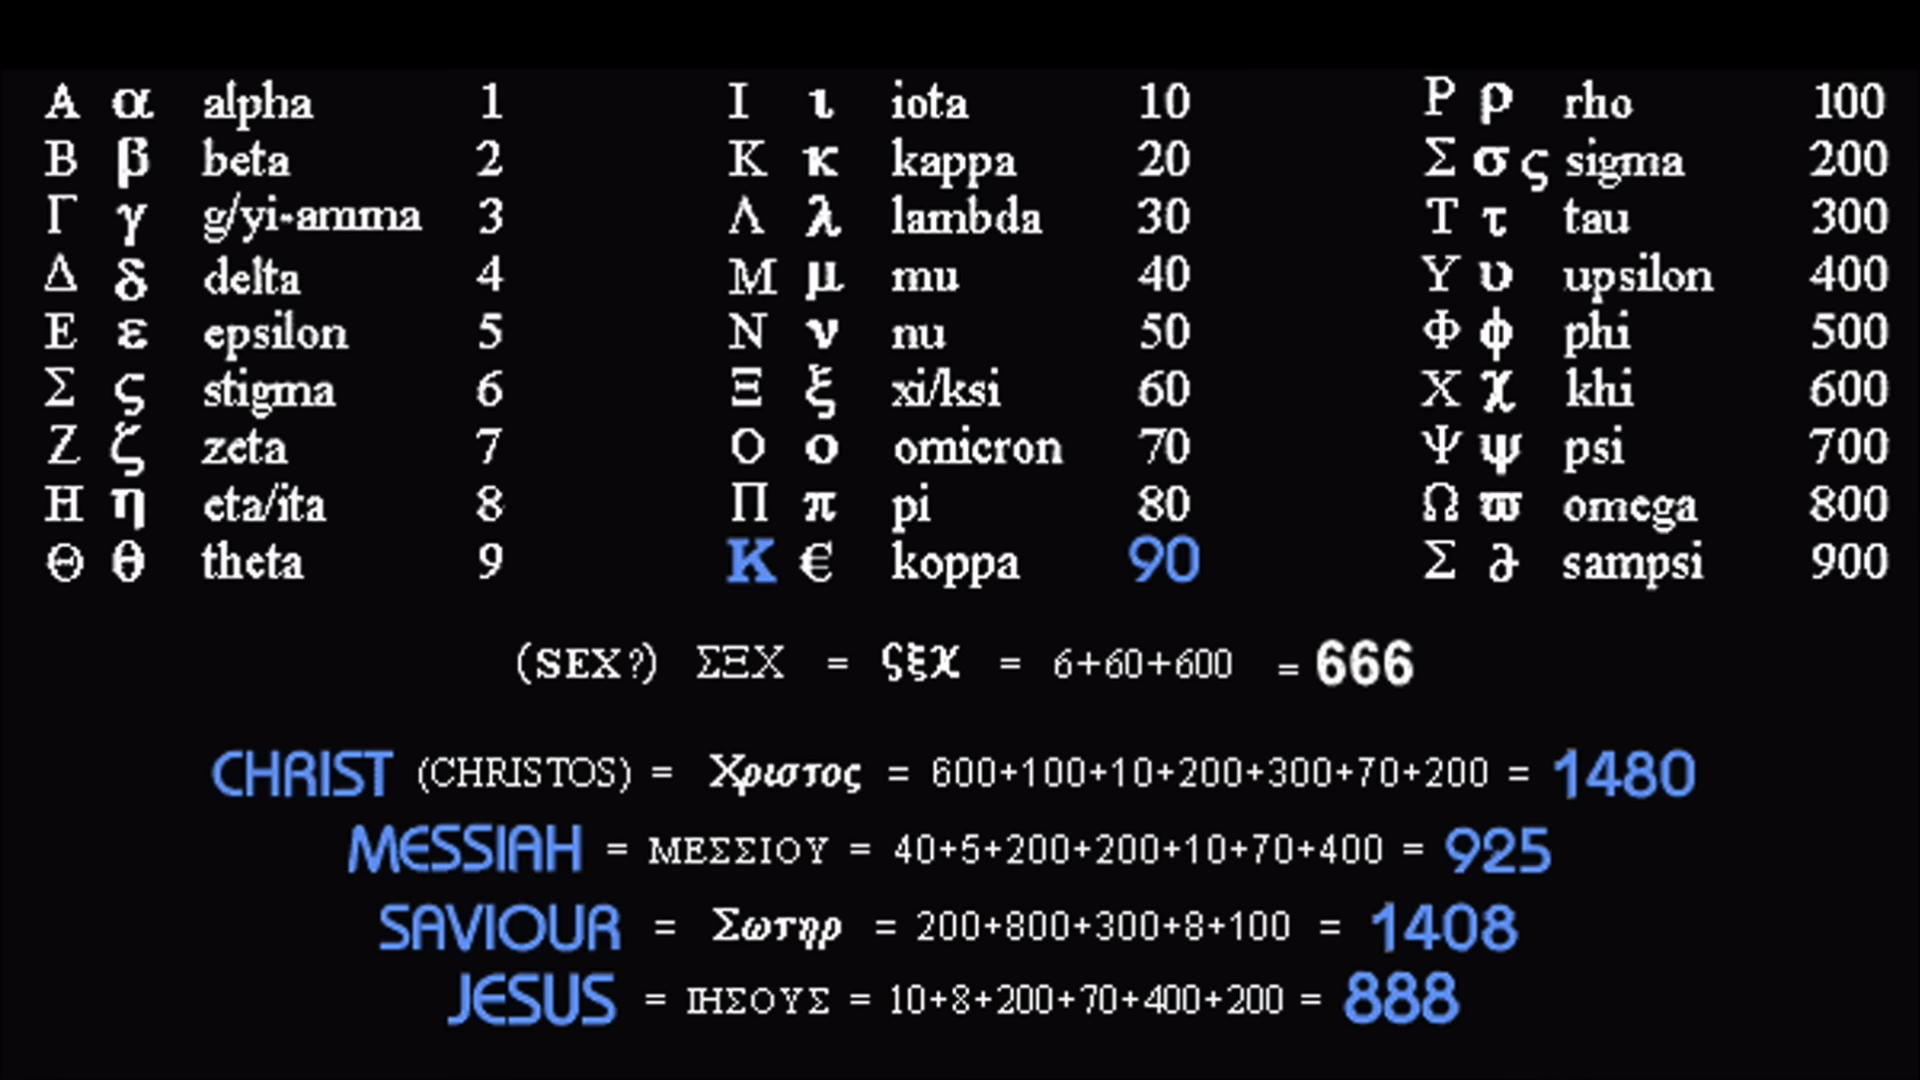 Α α alpha 1 Ι ι iota 10 Ρ ρ rho 100
Β β beta 2 Κ κ kappa 20 Σ σ ς sigma 200
Γ γ g/yi-amma 3 Λ λ lambda 30 Τ τ tau 300
Δ δ delta 4 Μ μ mu 40 Υ υ upsilon 400
Ε ε epsilon 5 Ν ν nu 50 Φ ϕ phi 500
Σ ς stigma 6 Ξ ξ xi/ksi 60 Χ χ khi 600
Ζ ζ zeta 7 Ο ο omicron 70 Ψ ψ psi 700
Η η eta/ita 8 Π π pi 80 Ω ϖ omega 800
Θ θ theta 9 K € koppa 90 Σ ∂ sampsi 900
(SEX?) ΣΞΧ = ςξχ = 6+60+600 = 666
CHRIST (CHRISTOS) = Χριστος = 600+100+10+200+300+70+200 = 1480
MESSIAH = ΜΕΣΣΙΟΥ = 40+5+200+200+10+70+400 = 925
SAVIOUR = Σωτηρ = 200+800+300+8+100 = 1408
JESUS = ΙΗΣΟΥΣ = 10+8+200+70+400+200 = 888